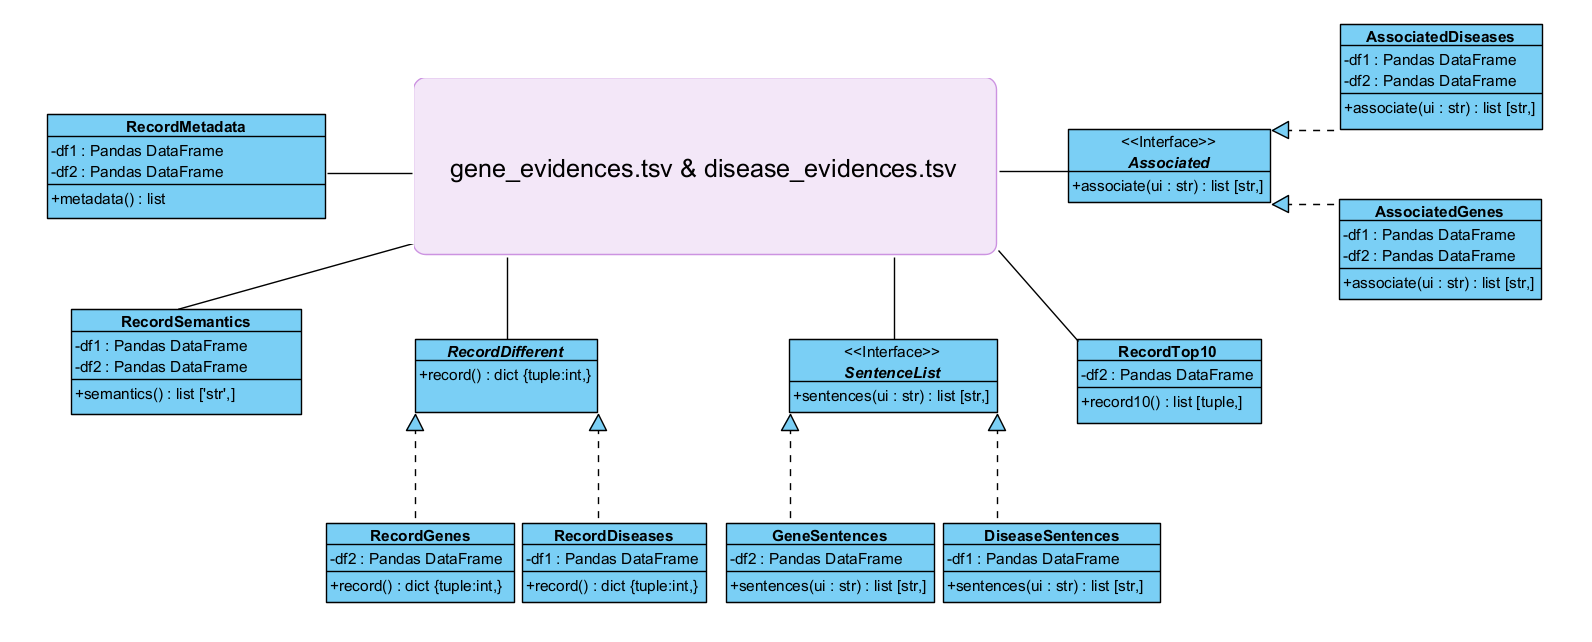 AssociatedDiseases
-df1 : Pandas DataFrame
-df2 : Pandas DataFrame
+associate(ui : str) : list [str,]
RecordMetadata
-df1 : Pandas DataFrame
-df2 : Pandas DataFrame
+metadata() : list
gene_evidences.tsv & disease_evidences.tsv
<<Interface>>
Associated
+associate(ui : str) : list [str,]
AssociatedGenes
-df1 : Pandas DataFrame
-df2 : Pandas DataFrame
+associate(ui : str) : list [str,]
RecordSemantics
-df1 : Pandas DataFrame
-df2 : Pandas DataFrame
+semantics() : list ['str',]
RecordDifferent
+record() : dict {tuple:int,}
<<Interface>>
SentenceList
+sentences(ui : str) : list [str,]
RecordTop10
-df2 : Pandas DataFrame
+record10() : list [tuple,]
RecordGenes
-df2 : Pandas DataFrame
+record() : dict {tuple:int,}
RecordDiseases
-df1 : Pandas DataFrame
+record() : dict {tuple:int,}
GeneSentences
-df2 : Pandas DataFrame
+sentences(ui : str) : list [str,]
DiseaseSentences
-df1 : Pandas DataFrame
+sentences(ui : str) : list [str,]